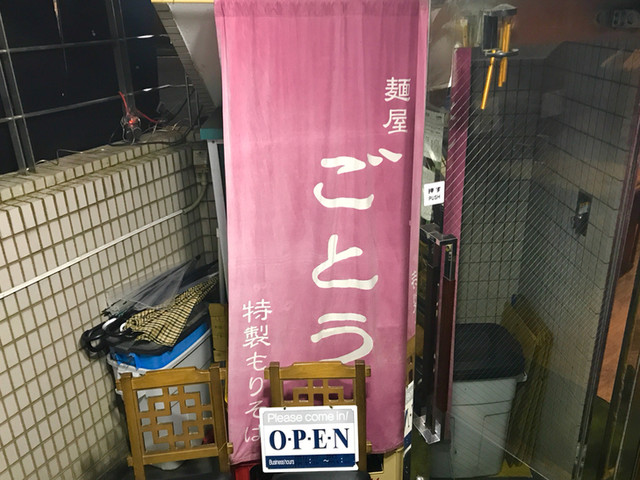 麺屋
ごとう
特製もりそば
押す
PUSH
Please come in!
O·P·E·N
Business hours : ~ :